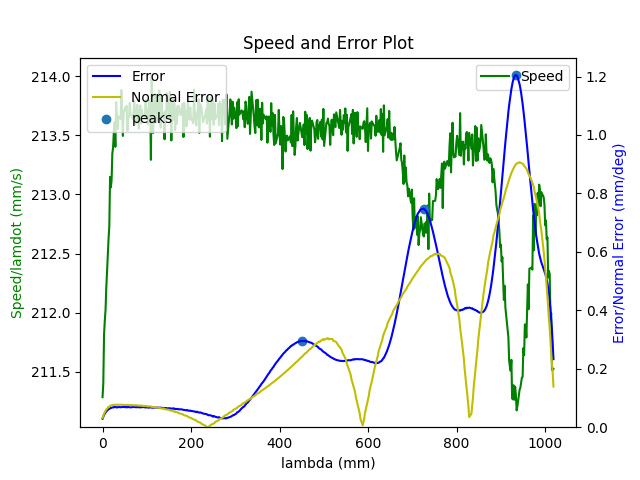 Speed and Error Plot
Error
Normal Error
peaks
Speed
214.0
213.5
213.0
212.5
212.0
211.5
1.2
1.0
0.8
0.6
0.4
0.2
0.0
Speed/lamdot (mm/s)
Error/Normal Error (mm/deg)
0 200 400 600 800 1000
lambda (mm)